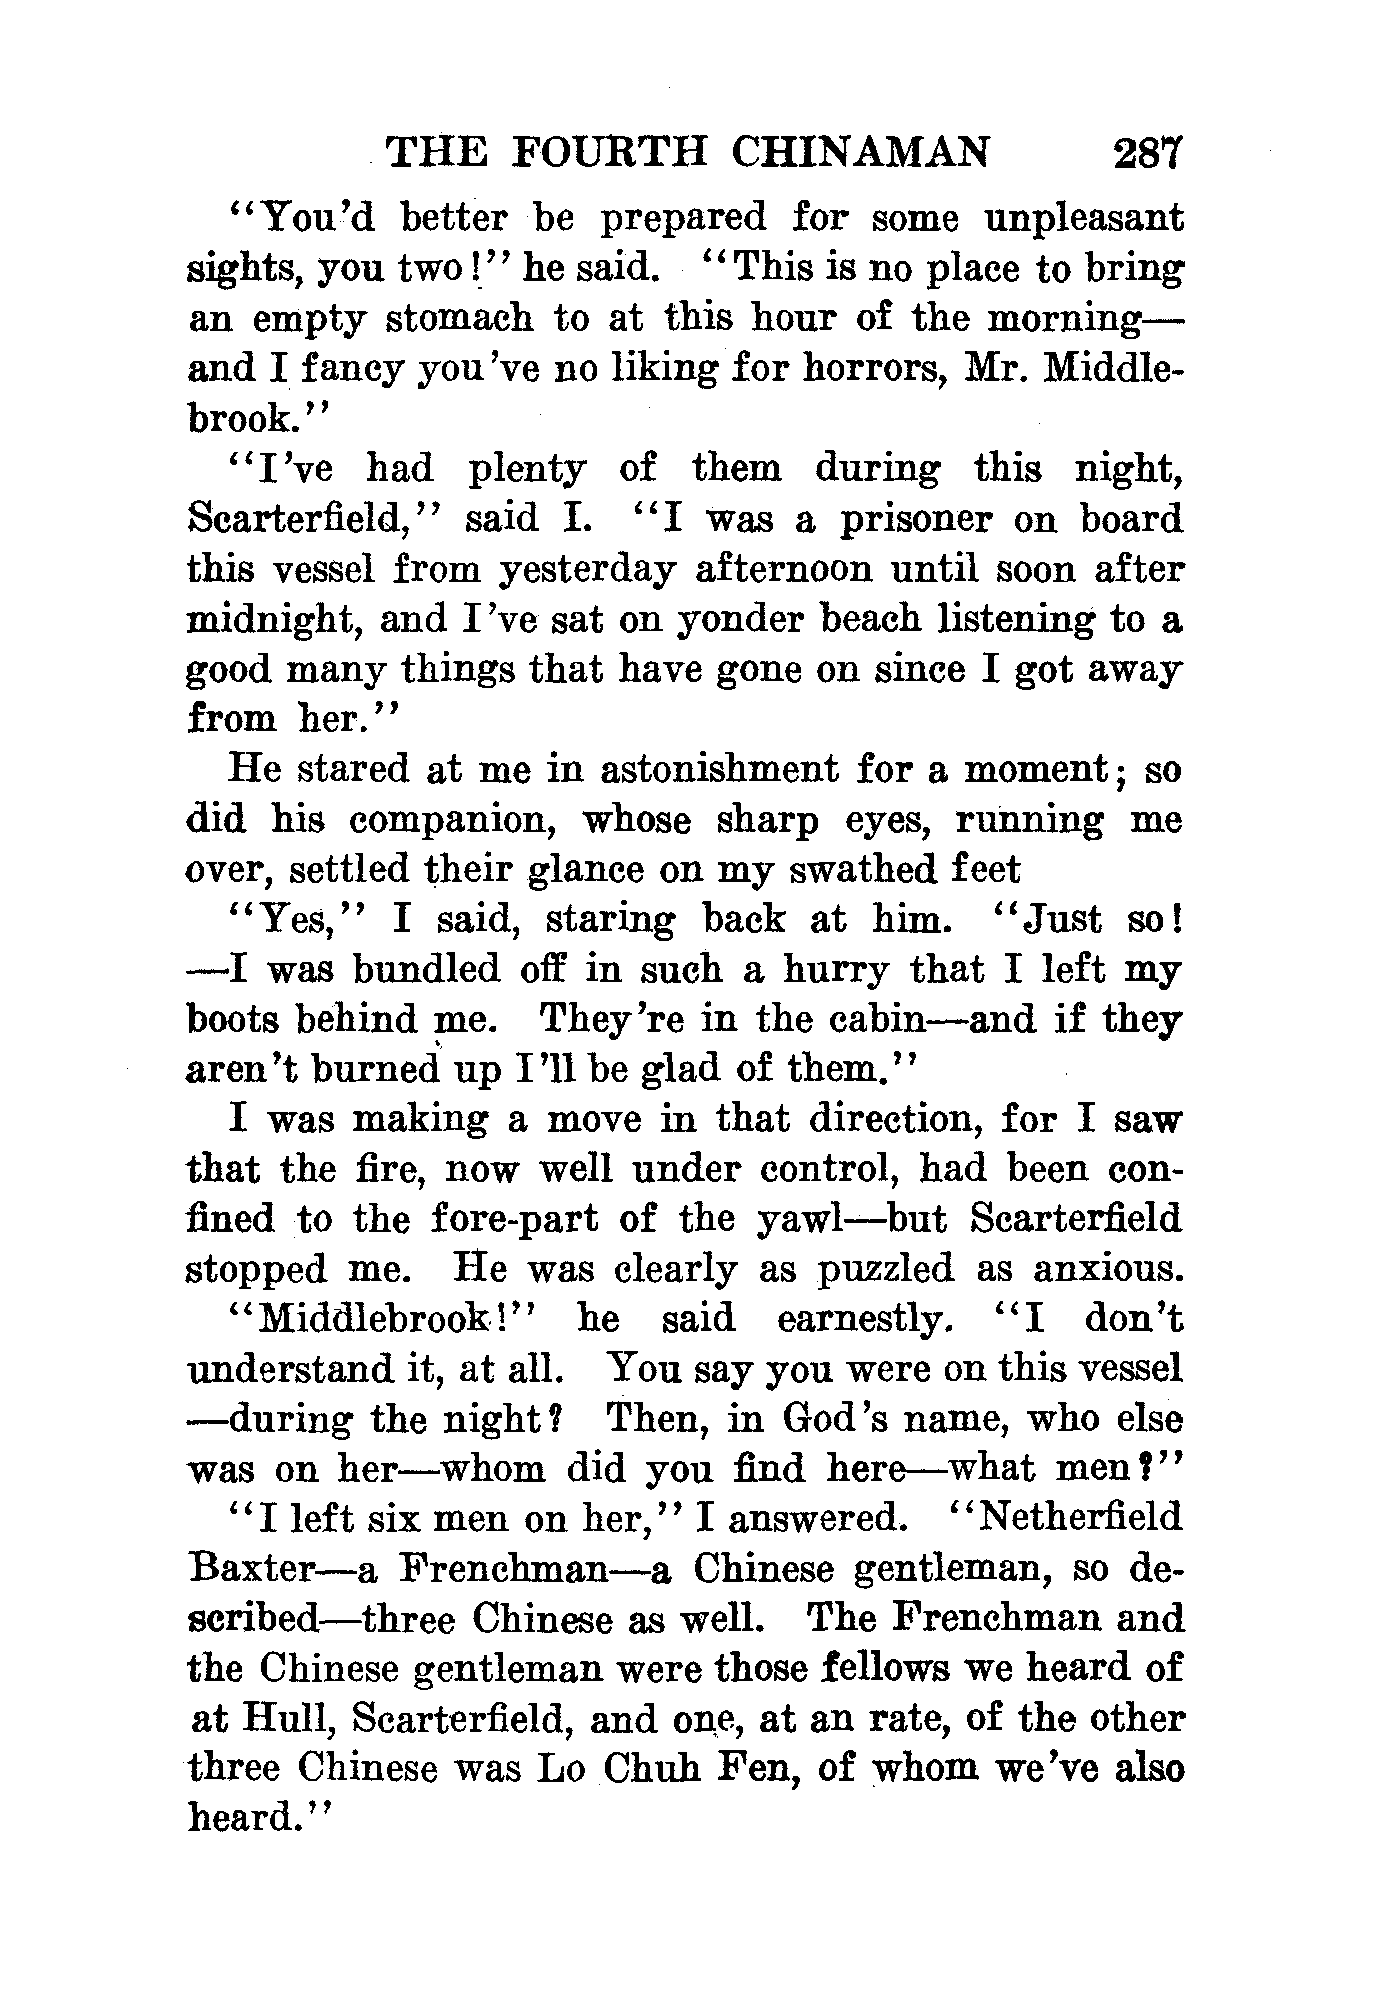 THE FOURTH CHINAMAN 287
"You'd better be prepared for some unpleasant
sights, you two!" he said. "This is no place to bring
an empty stomach to at this hour of the morning—
and I fancy you've no liking for horrors, Mr. Middle-
brook."
"I've had plenty of them during this night,
Scarterfield," said I. "I was a prisoner on board
this vessel from yesterday afternoon until soon after
midnight, and I've sat on yonder beach listening to a
good many things that have gone on since I got away
from her."
He stared at me in astonishment for a moment; so
did his companion, whose sharp eyes, running me
over, settled their glance on my swathed feet
"Yes," I said, staring back at him. "Just so!
—I was bundled off in such a hurry that I left my
boots behind me. They're in the cabin—and if they
aren't burned up I'll be glad of them."
I was making a move in that direction, for I saw
that the fire, now well under control, had been con-
fined to the fore-part of the yawl—but Scarterfield
stopped me. He was clearly as puzzled as anxious.
"Middlebrook!" he said earnestly. "I don't
understand it, at all. You say you were on this vessel
—during the night? Then, in God's name, who else
was on her—whom did you find here—what men?"
"I left six men on her," I answered. "Netherfield
Baxter—a Frenchman—a Chinese gentleman, so de-
scribed—three Chinese as well. The Frenchman and
the Chinese gentleman were those fellows we heard of
at Hull, Scarterfield, and one, at an rate, of the other
three Chinese was Lo Chuh Fen, of whom we've also
heard."